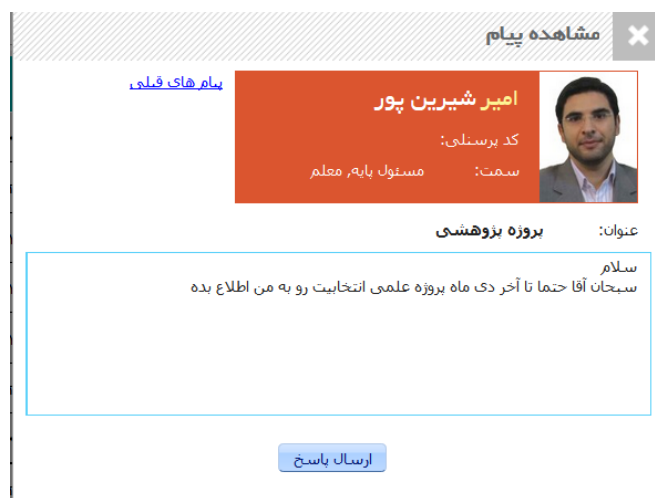 مشاهده پیام
پیام های قبلی
امیر شیرین پور
کد پرسنلی:
سمت: مسئول پایه, معلم
عنوان: پروژه پژوهشی
سلام
سبحان آقا حتما تا آخر دی ماه پروژه علمی انتخابیت رو به من اطلاع بده
ارسال پاسخ